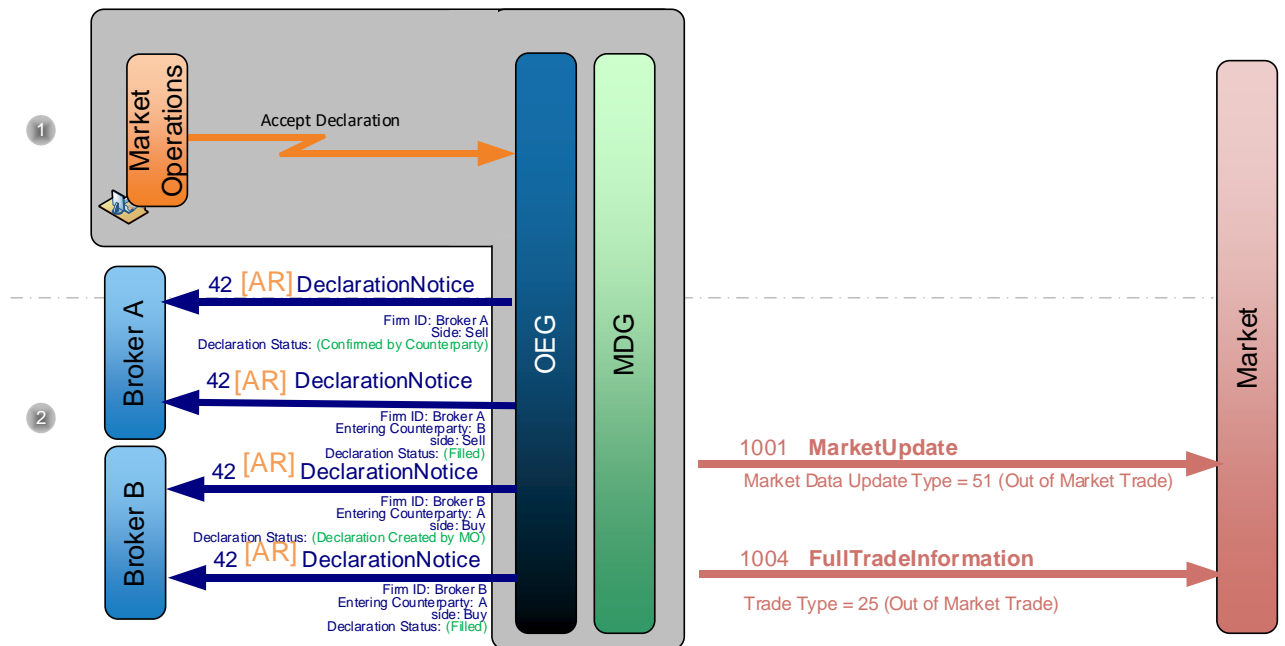 1
Market
Operations
Accept Declaration
OEG
MDG
Market
Broker A
42 [AR] DeclarationNotice
Firm ID: Broker A
Side: Sell
Declaration Status: (Confirmed by Counterparty)
2
42 [AR] DeclarationNotice
Firm ID: Broker A
Entering Counterparty: B
side: Sell
Declaration Status: (Filled)
Broker B
42 [AR] DeclarationNotice
Firm ID: Broker B
Entering Counterparty: A
side: Buy
Declaration Status: (Declaration Created by MO)
42 [AR] DeclarationNotice
Firm ID: Broker B
Entering Counterparty: A
side: Buy
Declaration Status: (Filled)
1001 MarketUpdate
Market Data Update Type = 51 (Out of Market Trade)
1004 FullTradeInformation
Trade Type = 25 (Out of Market Trade)